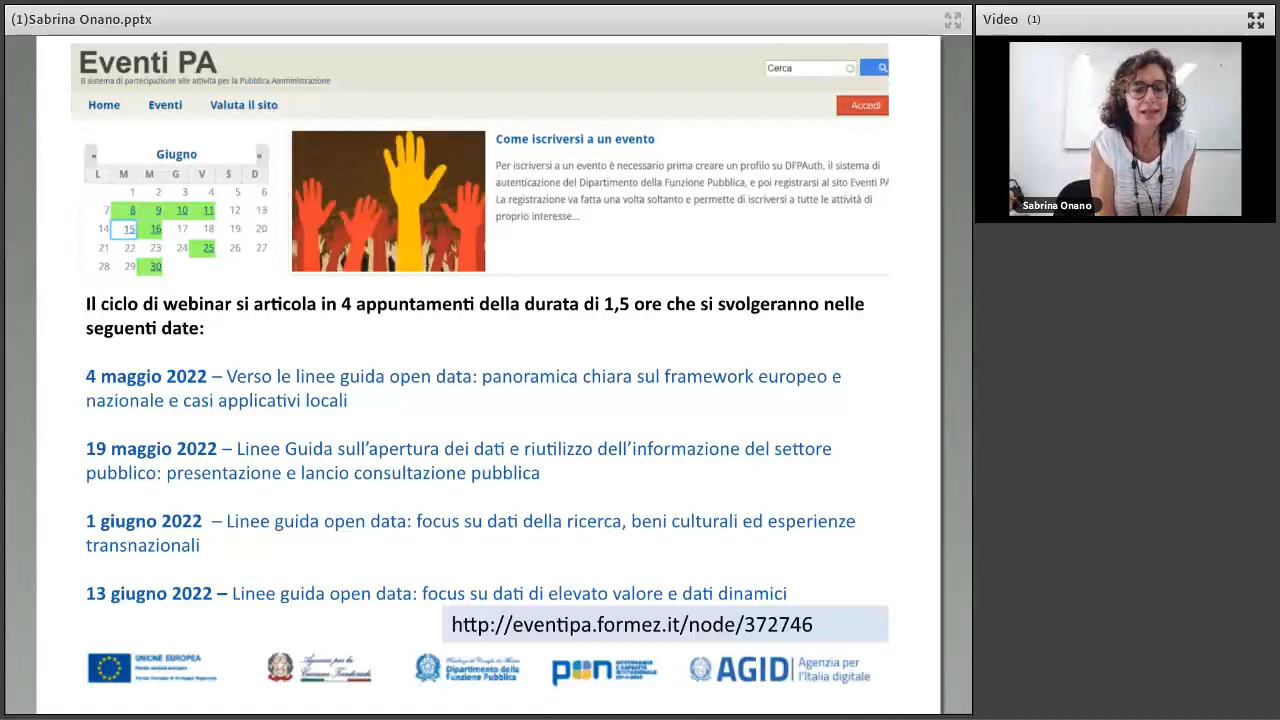 (1)Sabrina Onano.pptx
Video (1)
Eventi PA
Il sistema di partecipazione alle attività per la Pubblica Amministrazione
Cerca
Home Eventi Valuta il sito
Accedi
« Giugno »
L M M G V S D
1 2 3 4 5 6
7 8 9 10 11 12 13
14 15 16 17 18 19 20
21 22 23 24 25 26 27
28 29 30
Come iscriversi a un evento
Per iscriversi a un evento è necessario prima creare un profilo su DFPAuth, il sistema di
autenticazione del Dipartimento della Funzione Pubblica, e poi registrarsi al sito Eventi PA
La registrazione va fatta una volta soltanto e permette di iscriversi a tutte le attività di
proprio interesse...
Sabrina Onano
Il ciclo di webinar si articola in 4 appuntamenti della durata di 1,5 ore che si svolgeranno nelle
seguenti date:
4 maggio 2022 – Verso le linee guida open data: panoramica chiara sul framework europeo e
nazionale e casi applicativi locali
19 maggio 2022 – Linee Guida sull’apertura dei dati e riutilizzo dell’informazione del settore
pubblico: presentazione e lancio consultazione pubblica
1 giugno 2022 – Linee guida open data: focus su dati della ricerca, beni culturali ed esperienze
transnazionali
13 giugno 2022 – Linee guida open data: focus su dati di elevato valore e dati dinamici
http://eventipa.formez.it/node/372746
UNIONE EUROPEA
Agenzia per la
Coesione Territoriale
Dipartimento della
Funzione Pubblica
pon
AGID Agenzia per
l’Italia digitale